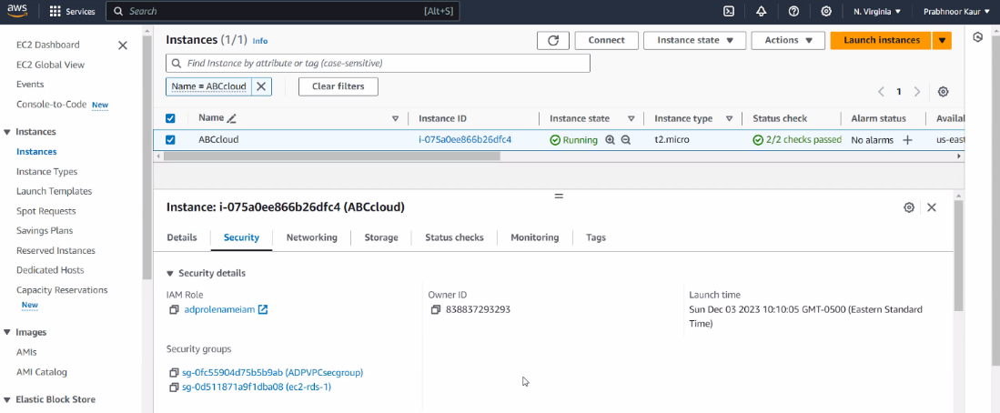 aws
Services
Search
[Alt+S]
N. Virginia
Prabhnoor Kaur
EC2 Dashboard
EC2 Global View
Events
Console-to-Code New
Instances
Instances
Instance Types
Launch Templates
Spot Requests
Savings Plans
Reserved Instances
Dedicated Hosts
Capacity Reservations
New
Images
AMIs
AMI Catalog
Elastic Block Store
Instances (1/1) Info
Connect
Instance state
Actions
Launch instances
Find Instance by attribute or tag (case-sensitive)
Name = ABCcloud
Clear filters
1
Name Instance ID Instance state Instance type Status check Alarm status Availal
ABCcloud i-075a0ee866b26dfc4 Running t2.micro 2/2 checks passed No alarms us-east
Instance: i-075a0ee866b26dfc4 (ABCcloud)
Details Security Networking Storage Status checks Monitoring Tags
Security details
IAM Role
adprolenameiam
Owner ID
838837293293
Launch time
Sun Dec 03 2023 10:10:05 GMT-0500 (Eastern Standard
Time)
Security groups
sg-0fc55904d75b5b9ab (ADPVPCsecgroup)
sg-0d511871a9f1dba08 (ec2-rds-1)